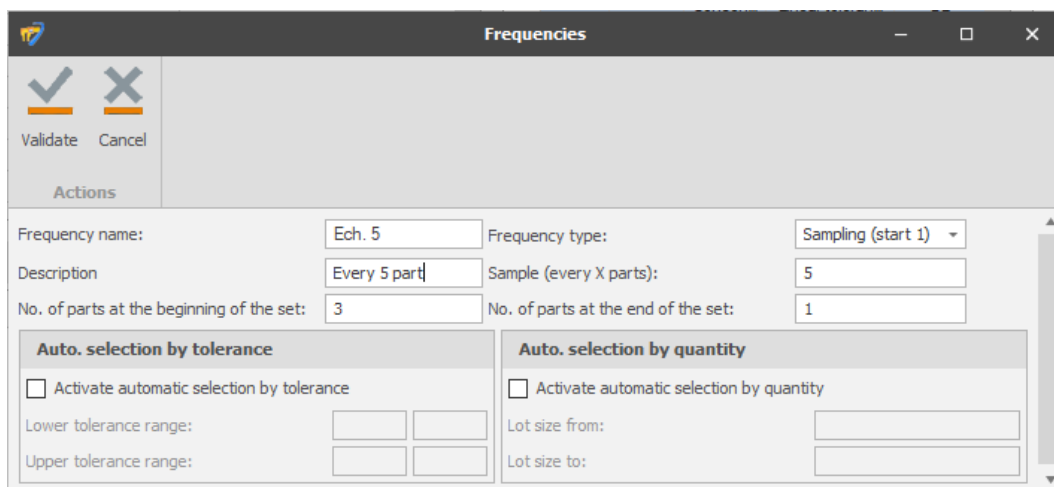 Frequencies
Validate Cancel
Actions
Frequency name: Ech. 5 Frequency type: Sampling (start 1)
Description Every 5 part Sample (every X parts): 5
No. of parts at the beginning of the set: 3 No. of parts at the end of the set: 1
Auto. selection by tolerance Auto. selection by quantity
Activate automatic selection by tolerance Activate automatic selection by quantity
Lower tolerance range: Lot size from:
Upper tolerance range: Lot size to: